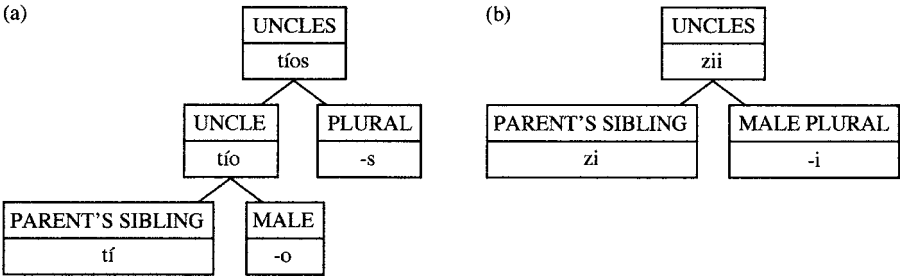 (a)
UNCLES
tíos
UNCLE
tío
PLURAL
-s
PARENT'S SIBLING
tí
MALE
-o
(b)
UNCLES
zii
PARENT'S SIBLING
zi
MALE PLURAL
-i